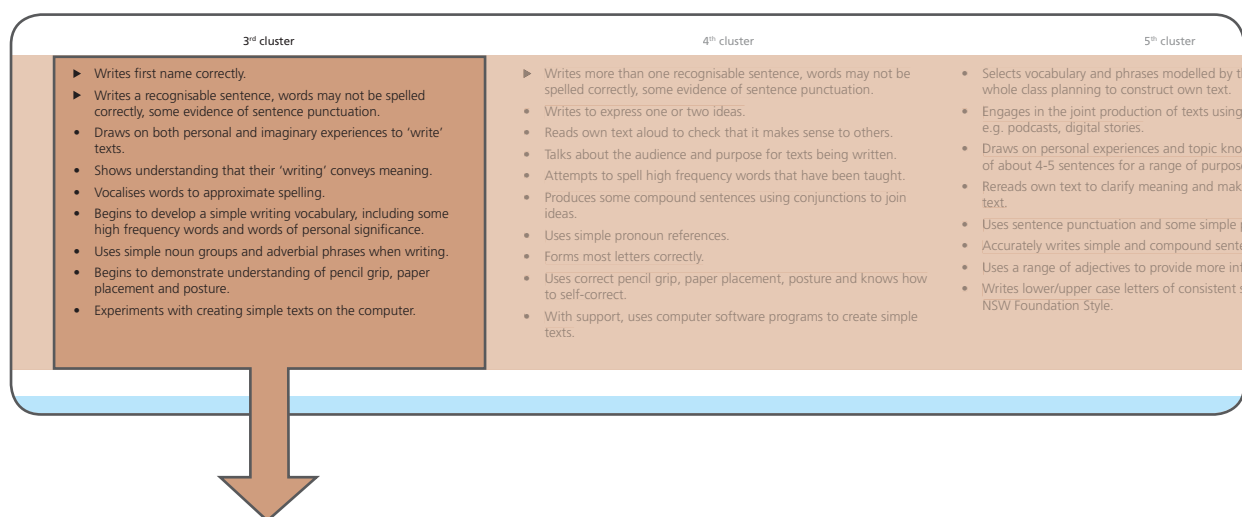 3rd cluster
▶ Writes first name correctly.
▶ Writes a recognisable sentence, words may not be spelled
correctly, some evidence of sentence punctuation.
• Draws on both personal and imaginary experiences to ‘write’
texts.
• Shows understanding that their ‘writing’ conveys meaning.
• Vocalises words to approximate spelling.
• Begins to develop a simple writing vocabulary, including some
high frequency words and words of personal significance.
• Uses simple noun groups and adverbial phrases when writing.
• Begins to demonstrate understanding of pencil grip, paper
placement and posture.
• Experiments with creating simple texts on the computer.
4th cluster
▶ Writes more than one recognisable sentence, words may not be
spelled correctly, some evidence of sentence punctuation.
• Writes to express one or two ideas.
• Reads own text aloud to check that it makes sense to others.
• Talks about the audience and purpose for texts being written.
• Attempts to spell high frequency words that have been taught.
• Produces some compound sentences using conjunctions to join
ideas.
• Uses simple pronoun references.
• Forms most letters correctly.
• Uses correct pencil grip, paper placement, posture and knows how
to self-correct.
• With support, uses computer software programs to create simple
texts.
5th cluster
• Selects vocabulary and phrases modelled by
whole class planning to construct own text.
• Engages in the joint production of texts using
e.g. podcasts, digital stories.
• Draws on personal experiences and topic
of about 4-5 sentences for a range of
• Rereads own text to clarify meaning and
text.
• Uses sentence punctuation and some simple
• Accurately writes simple and compound
• Uses a range of adjectives to provide more
• Writes lower/upper case letters of consistent
NSW Foundation Style.